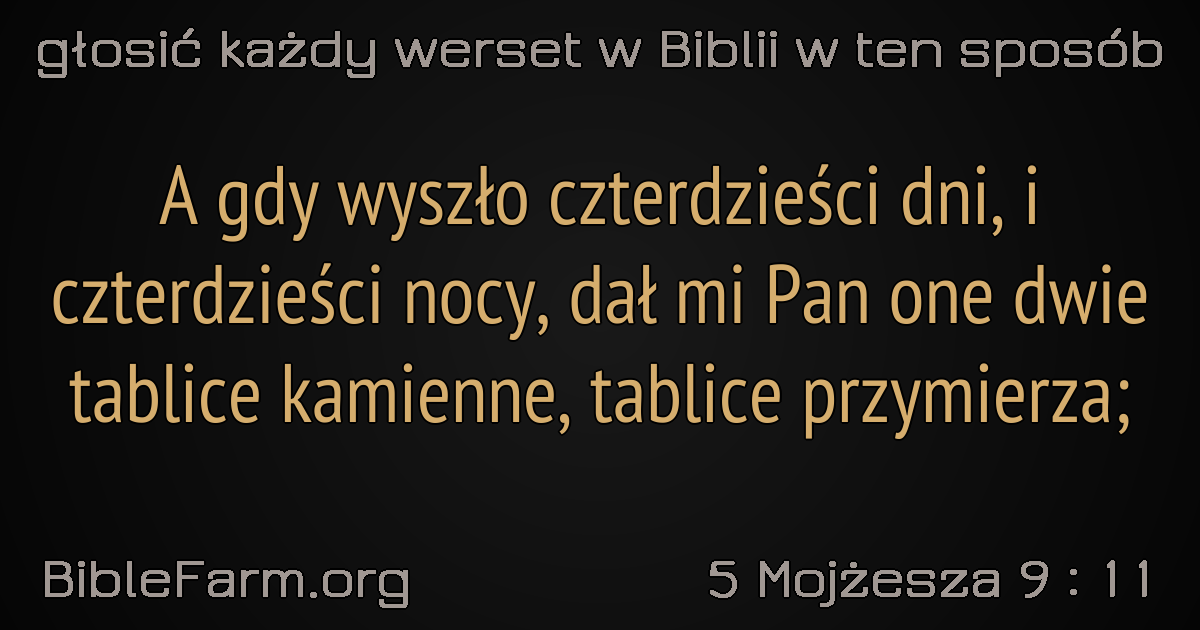 głosić każdy werset w Biblii w ten sposób
A gdy wyszło czterdzieści dni, i
czterdzieści nocy, dał mi Pan one dwie
tablice kamienne, tablice przymierza;
BibleFarm.org
5 Mojżesza 9 : 11